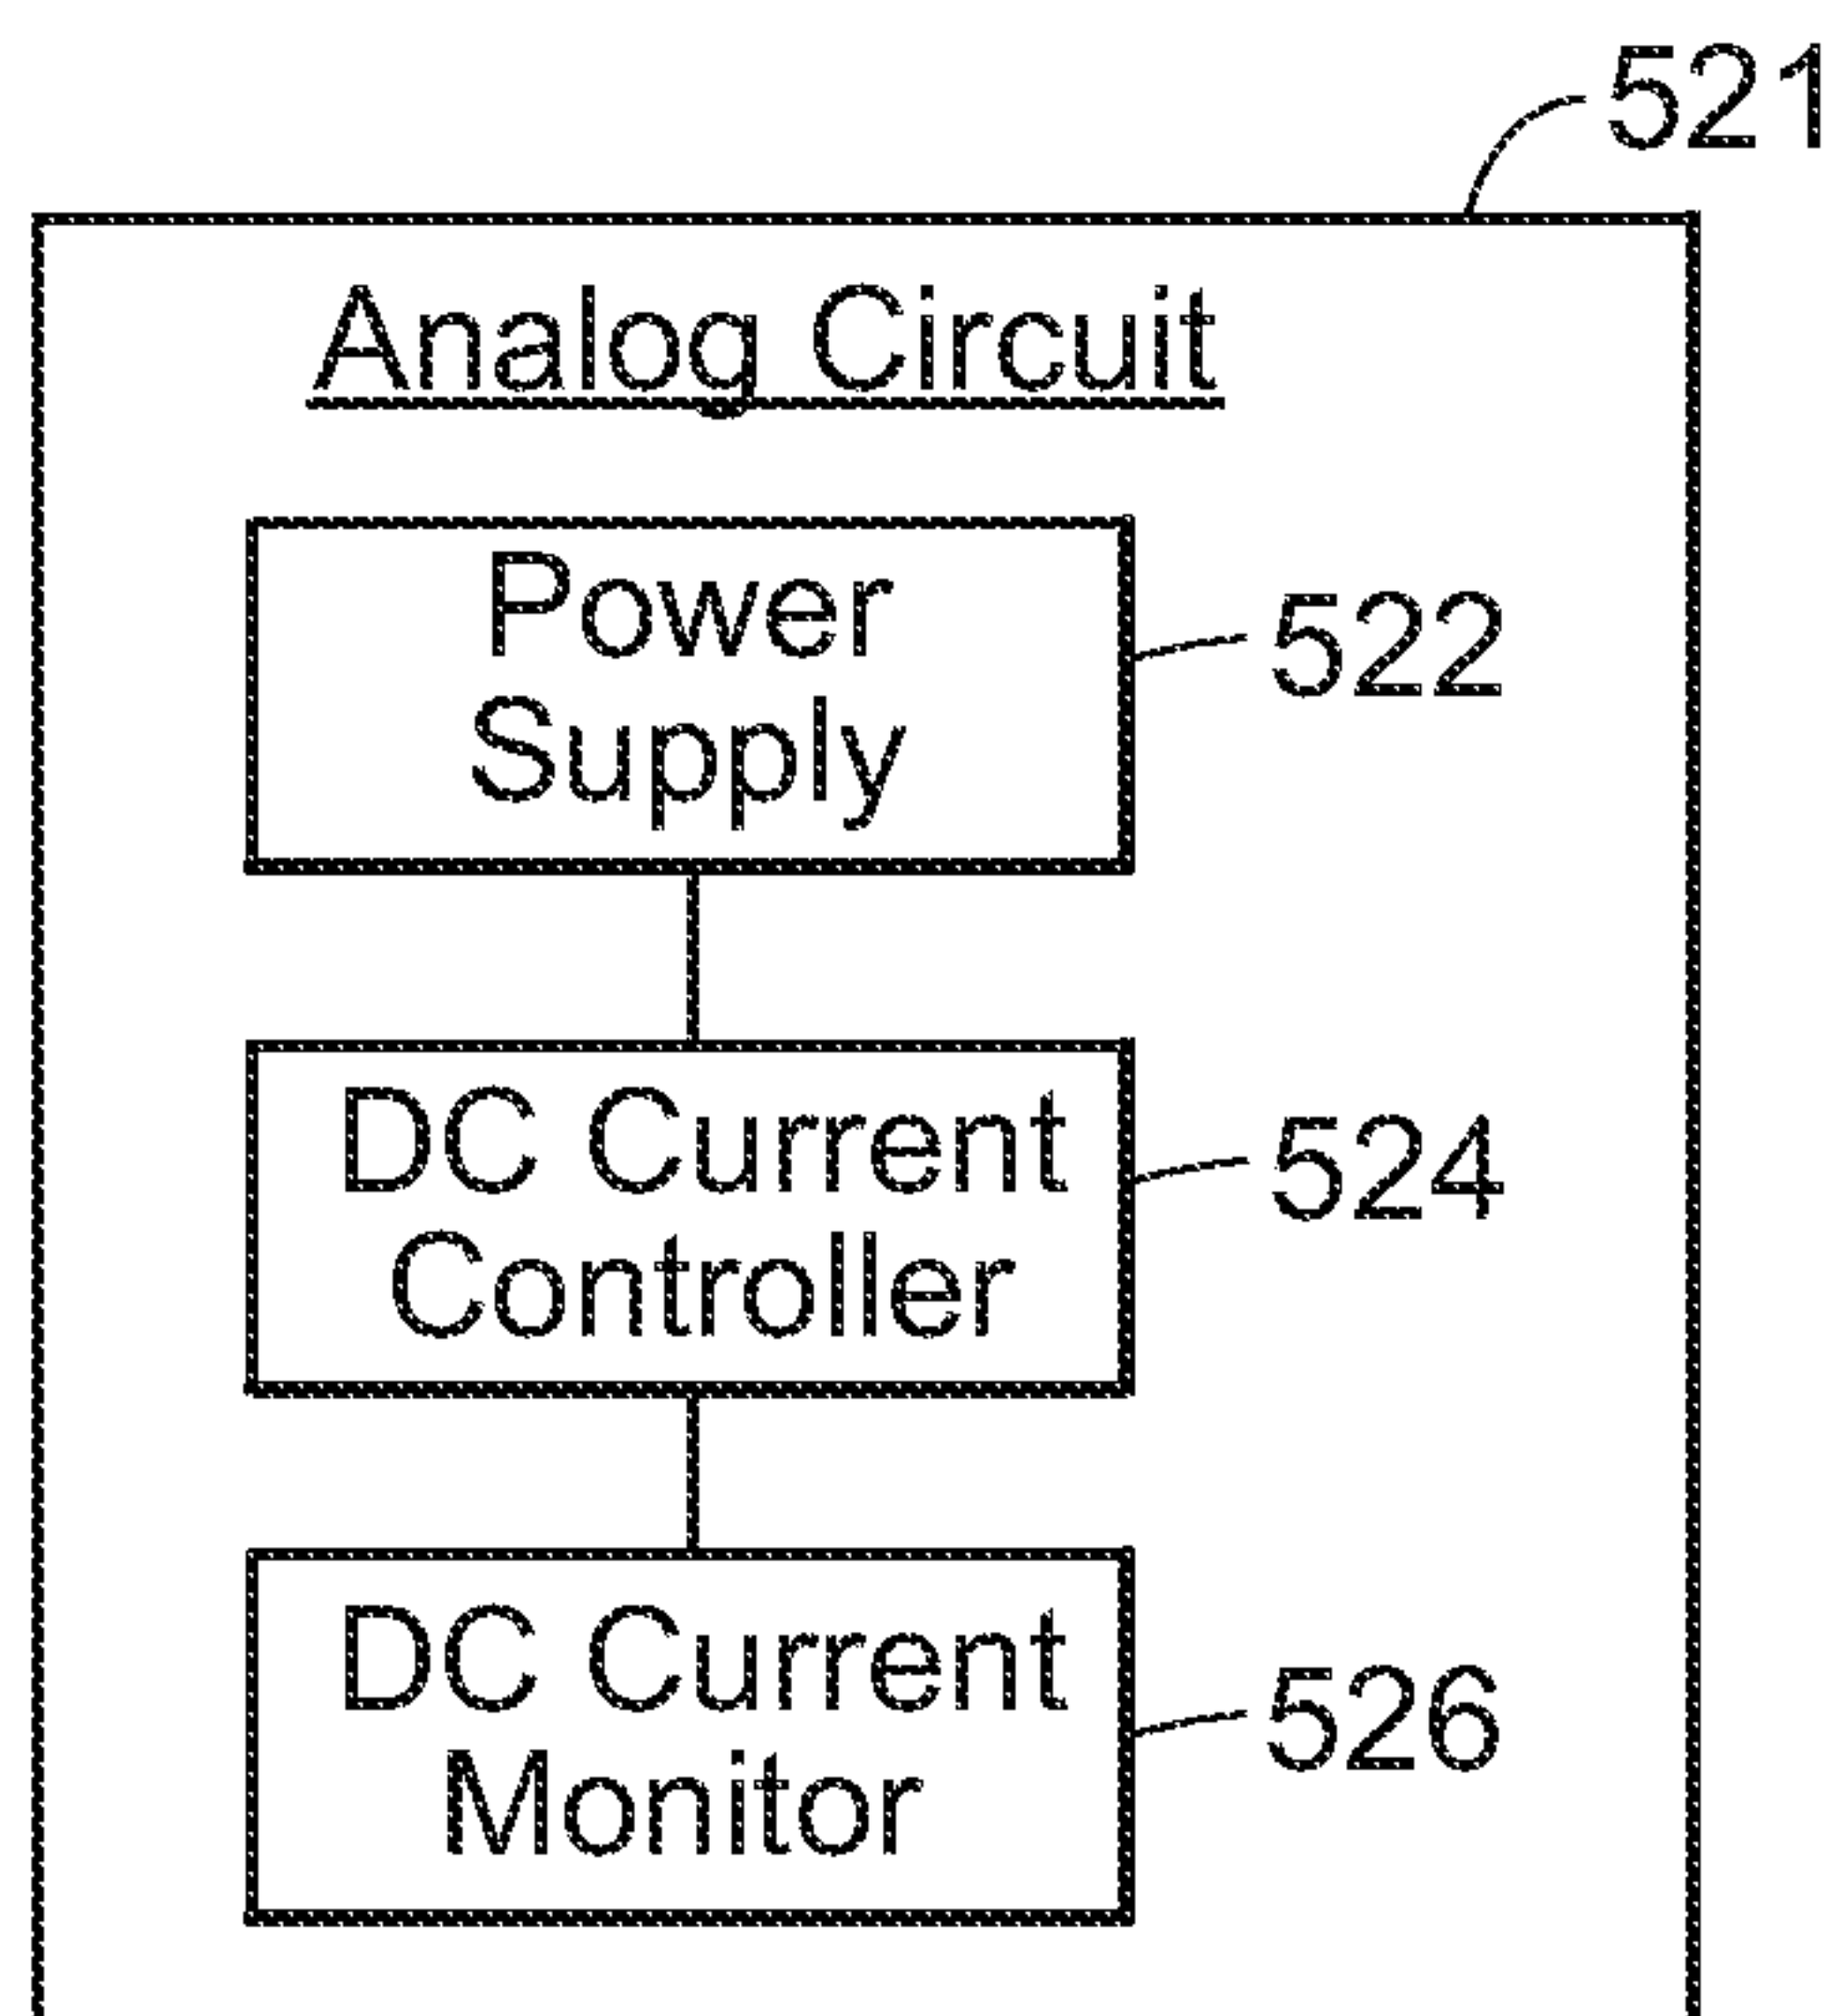 521
Analog Circuit
Power
Supply
522
DC Current
Controller
524
DC Current
Monitor
526